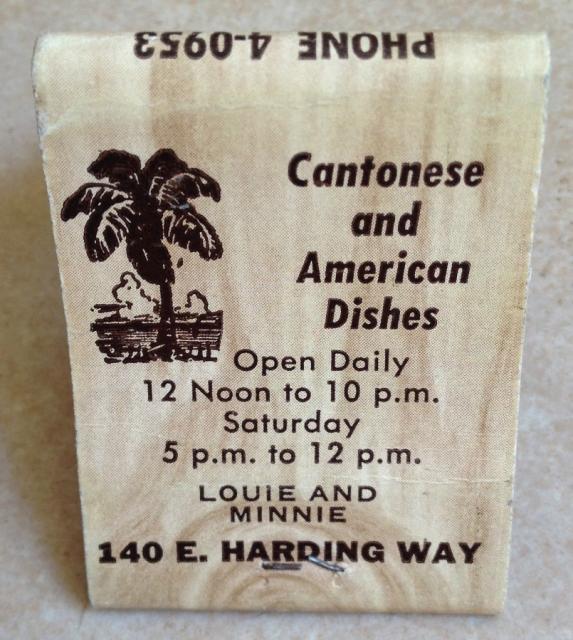 PHONE 4-0953
Cantonese
and
American
Dishes
Open Daily
12 Noon to 10 p.m.
Saturday
5 p.m. to 12 p.m.
LOUIE AND
MINNIE
140 E. HARDING WAY